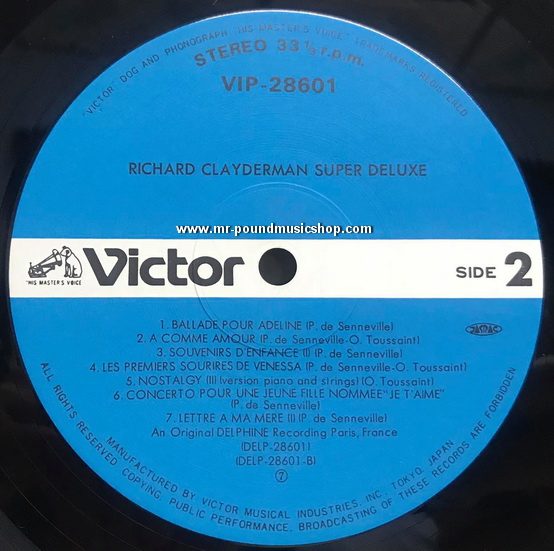 "VICTOR" DOG AND PHONOGRAPH "HIS MASTER'S VOICE" TRADEMARKS REGISTERED
STEREO 33 1/3 r.p.m.
VIP-28601
RICHARD CLAYDERMAN SUPER DELUXE
www.mr-poundmusicshop.com
Victor
"HIS MASTER'S VOICE"
SIDE 2
1. BALLADE POUR ADELINE (P. de Senneville)
2. A COMME AMOUR (P. de Senneville-O. Toussaint)
3. SOUVENIRS D'ENFANCE (I) (P. de Senneville)
4. LES PREMIERS SOURIRES DE VENESSA (P. de Senneville-O. Toussaint)
5. NOSTALGY (II) (version piano and strings) (O. Toussaint)
6. CONCERTO POUR UNE JEUNE FILLE NOMMEE "JE T'AIME"
(P. de Senneville)
7. LETTRE A MA MERE (I) (P. de Senneville)
An Original DELPHINE Recording Paris, France
(DELP-28601)
(DELP-28601-B)
7
JASRAC
MANUFACTURED BY VICTOR MUSICAL INDUSTRIES, INC., TOKYO, JAPAN
ALL RIGHTS RESERVED COPYING, PUBLIC PERFORMANCE, BROADCASTING OF THESE RECORDS ARE FORBIDDEN